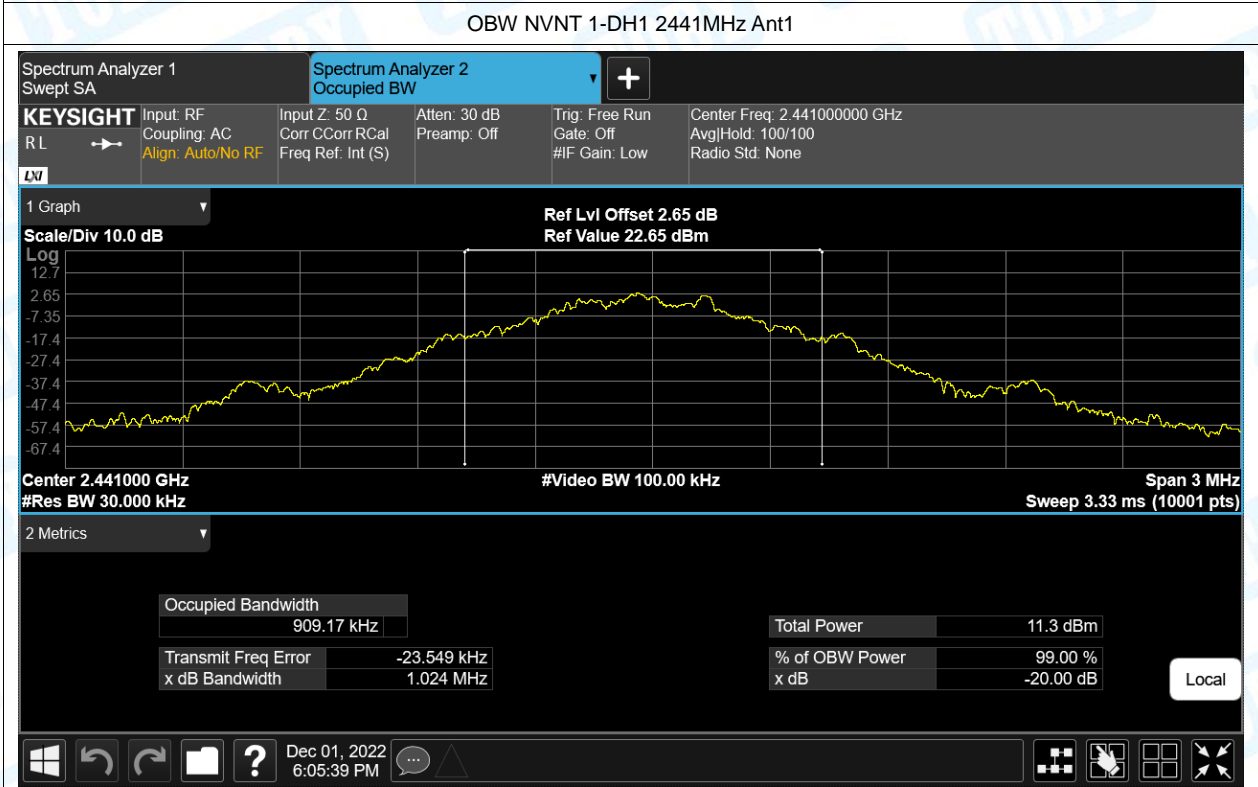 OBW NVNT 1-DH1 2441MHz Ant1
Spectrum Analyzer 1
Swept SA
Spectrum Analyzer 2
Occupied BW
KEYSIGHT
R L
LXI
Input: RF
Coupling: AC
Align: Auto/No RF
Input Z: 50 Ω
Corr CCorr RCal
Freq Ref: Int (S)
Atten: 30 dB
Preamp: Off
Trig: Free Run
Gate: Off
#IF Gain: Low
Center Freq: 2.441000000 GHz
Avg|Hold: 100/100
Radio Std: None
1 Graph
Scale/Div 10.0 dB
Ref Lvl Offset 2.65 dB
Ref Value 22.65 dBm
Log
12.7
2.65
-7.35
-17.4
-27.4
-37.4
-47.4
-57.4
-67.4
Center 2.441000 GHz
#Res BW 30.000 kHz
#Video BW 100.00 kHz
Span 3 MHz
Sweep 3.33 ms (10001 pts)
2 Metrics
Occupied Bandwidth
909.17 kHz
Transmit Freq Error -23.549 kHz
x dB Bandwidth 1.024 MHz
Total Power 11.3 dBm
% of OBW Power 99.00 %
x dB -20.00 dB
Local
?
Dec 01, 2022
6:05:39 PM